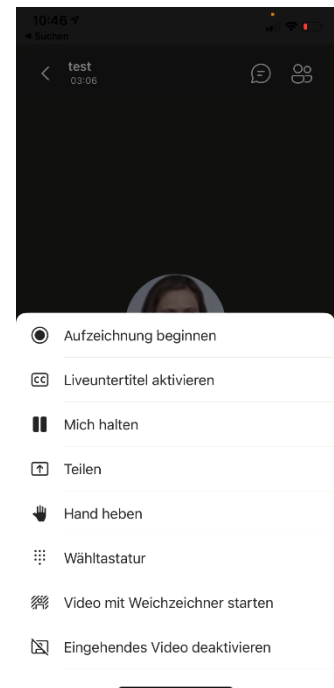 10:46
◀ Suchen
test
03:06
Aufzeichnung beginnen
CC Liveuntertitel aktivieren
Mich halten
Teilen
Hand heben
Wähltastatur
Video mit Weichzeichner starten
Eingehendes Video deaktivieren